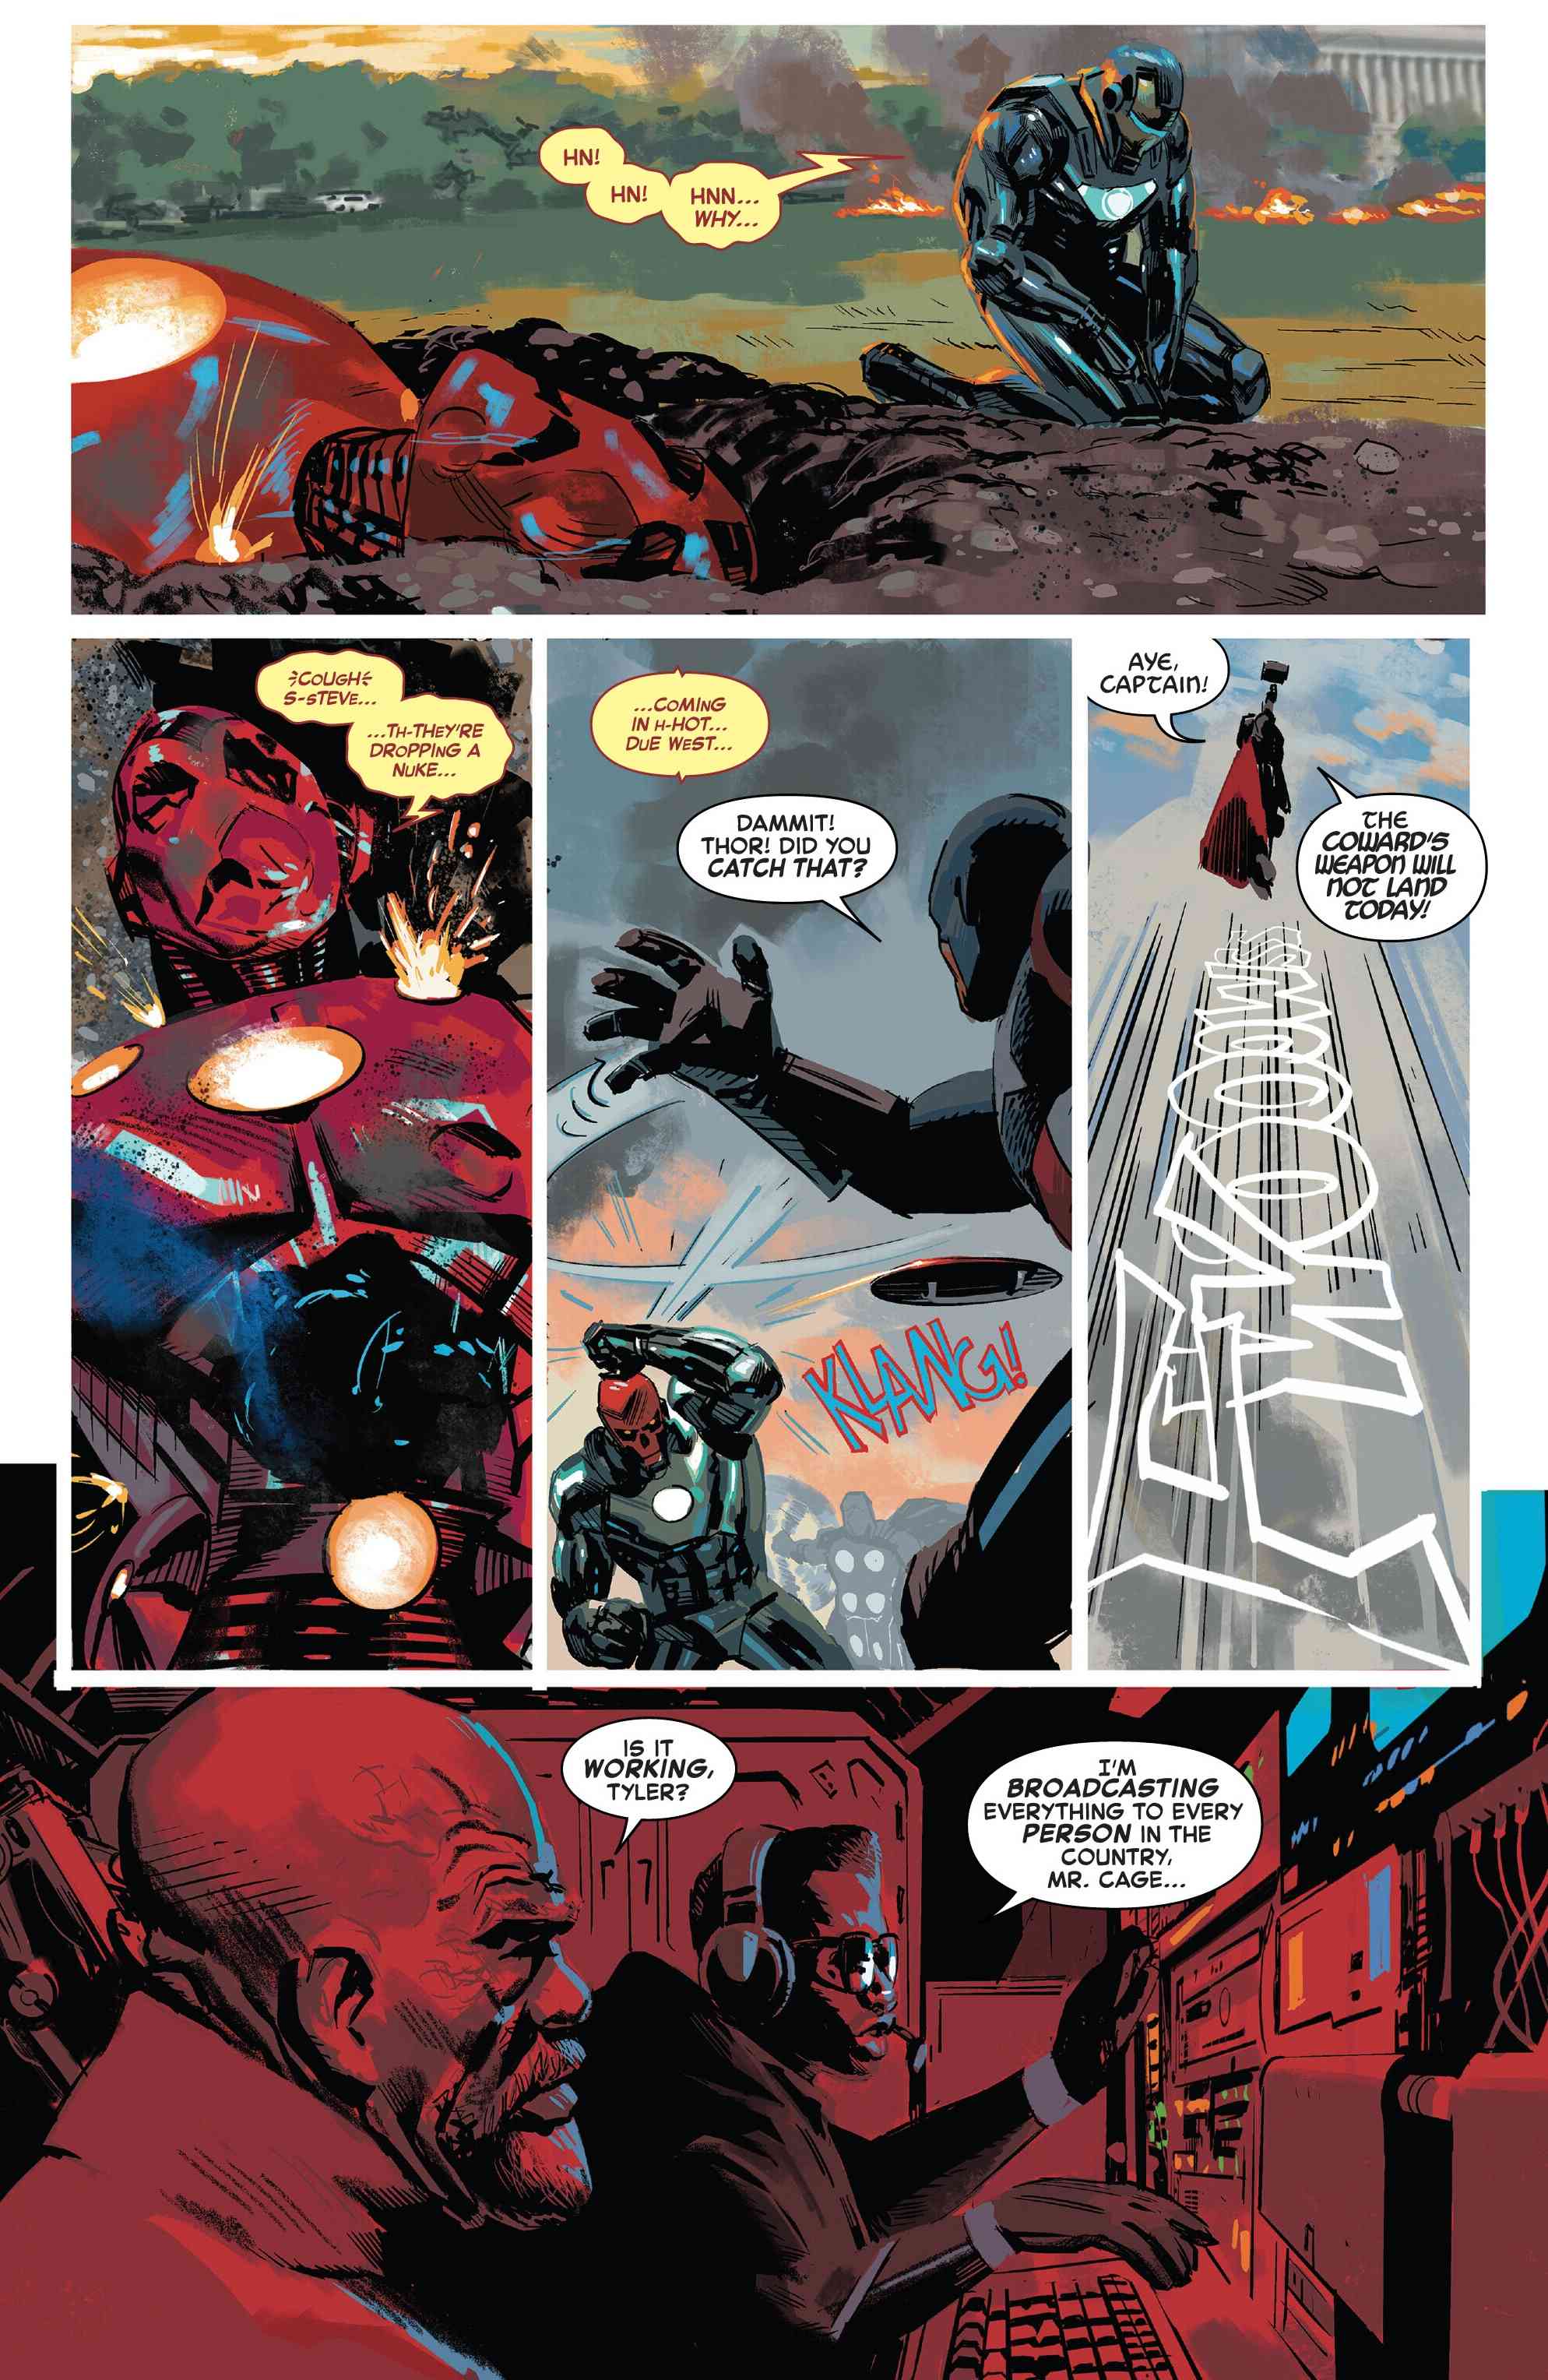 HN!
HN!
HNN...
WHY...
COUGH
S-STEVE...
...TH-THEY'RE
DROPPING A
NUKE...
...COMING
IN H-HOT...
DUE WEST...
DAMMIT!
THOR! DID YOU
CATCH THAT?
KLANG!
AYE,
CAPTAIN!
THE
COWARD'S
WEAPON WILL
NOT LAND
TODAY!
IS IT
WORKING,
TYLER?
I'M
BROADCASTING
EVERYTHING TO EVERY
PERSON IN THE
COUNTRY,
MR. CAGE...